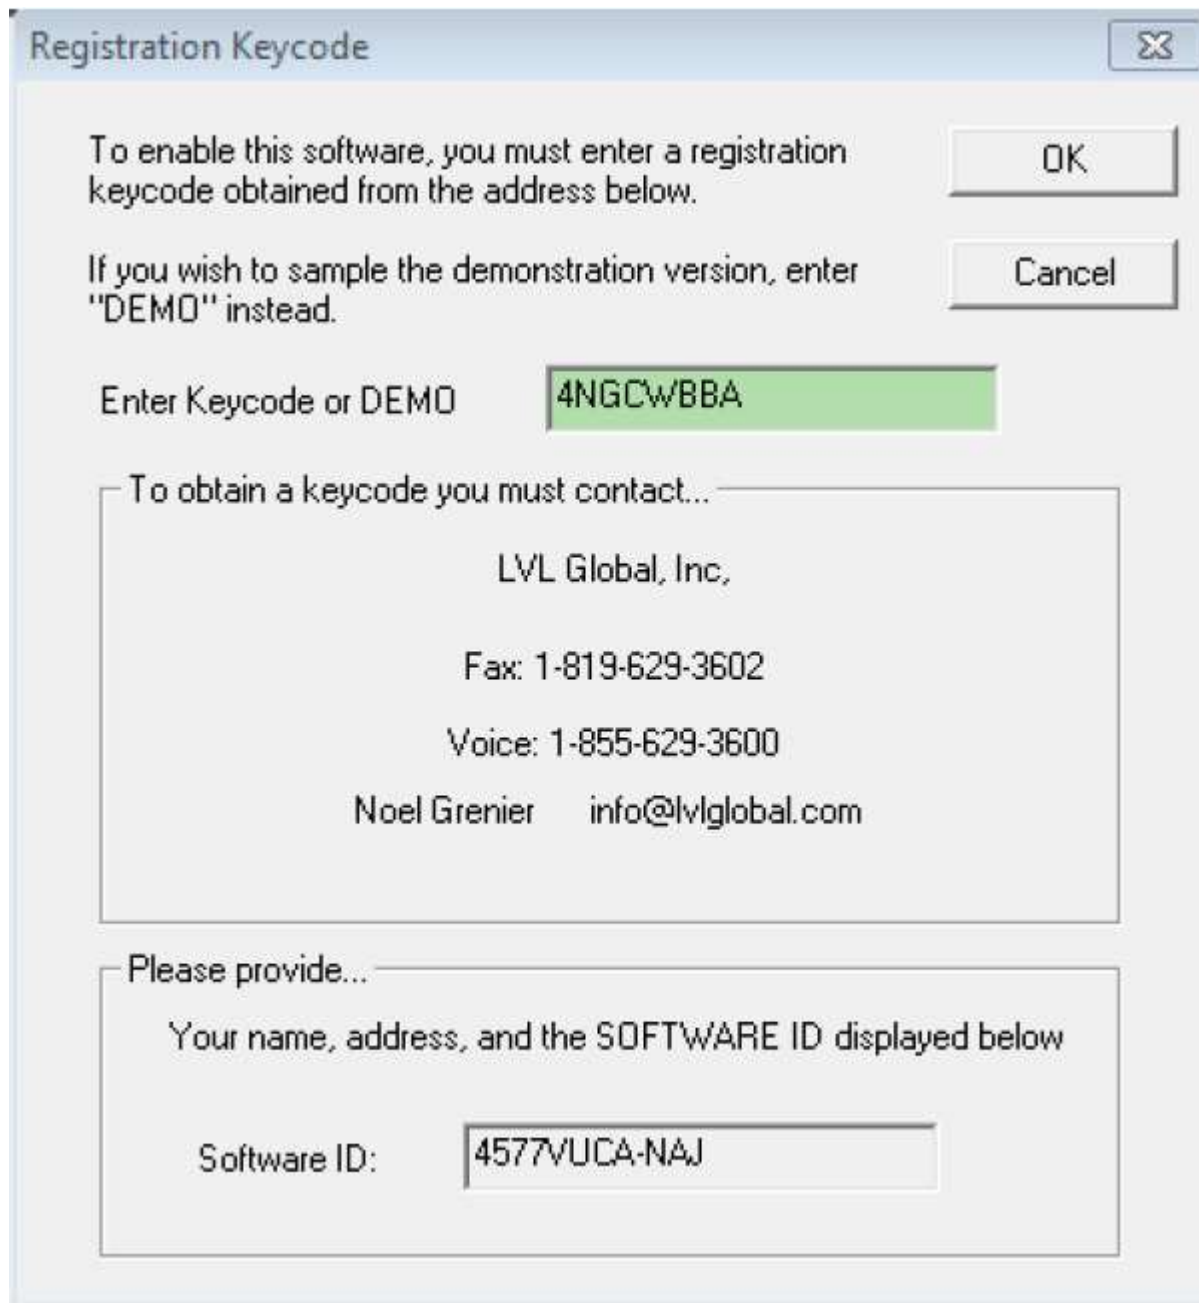 Registration Keycode
To enable this software, you must enter a registration
keycode obtained from the address below.
OK
If you wish to sample the demonstration version, enter
"DEMO" instead.
Cancel
Enter Keycode or DEMO
4NGCWBBA
To obtain a keycode you must contact...
LVL Global, Inc,
Fax: 1-819-629-3602
Voice: 1-855-629-3600
Noel Grenier info@lvlglobal.com
Please provide...
Your name, address, and the SOFTWARE ID displayed below
Software ID:
4577VUCA-NAJ